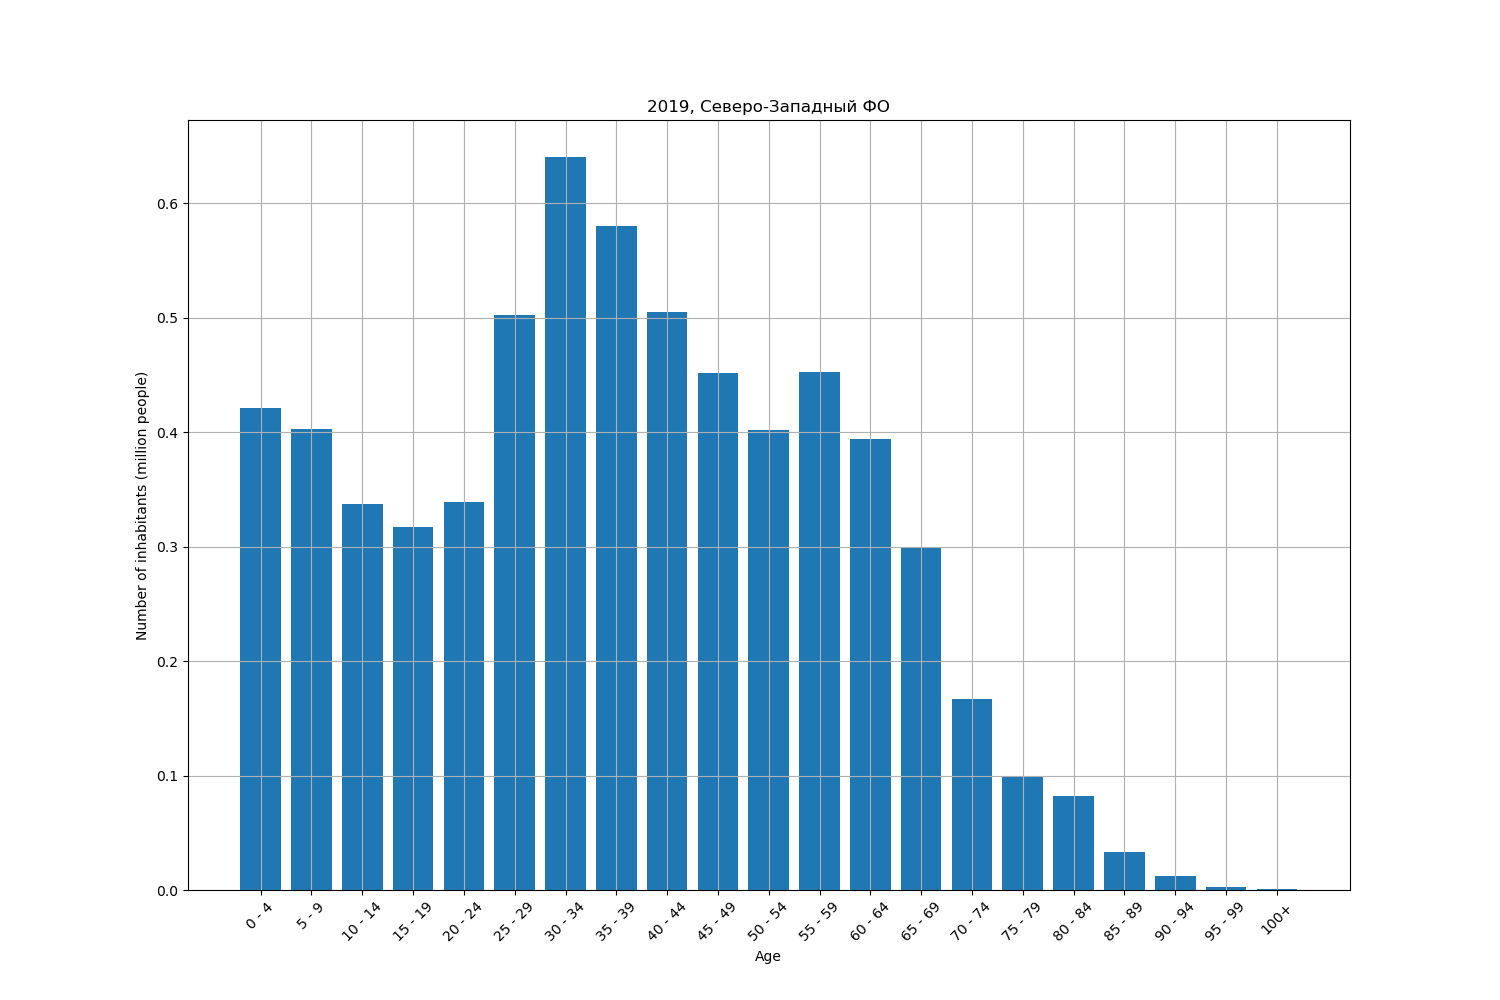 2019, Северо-Западный ФО
Number of inhabitants (million people)
0.6
0.5
0.4
0.3
0.2
0.1
0.0
0 - 4
5 - 9
10 - 14
15 - 19
20 - 24
25 - 29
30 - 34
35 - 39
40 - 44
45 - 49
50 - 54
55 - 59
60 - 64
65 - 69
70 - 74
75 - 79
80 - 84
85 - 89
90 - 94
95 - 99
100+
Age